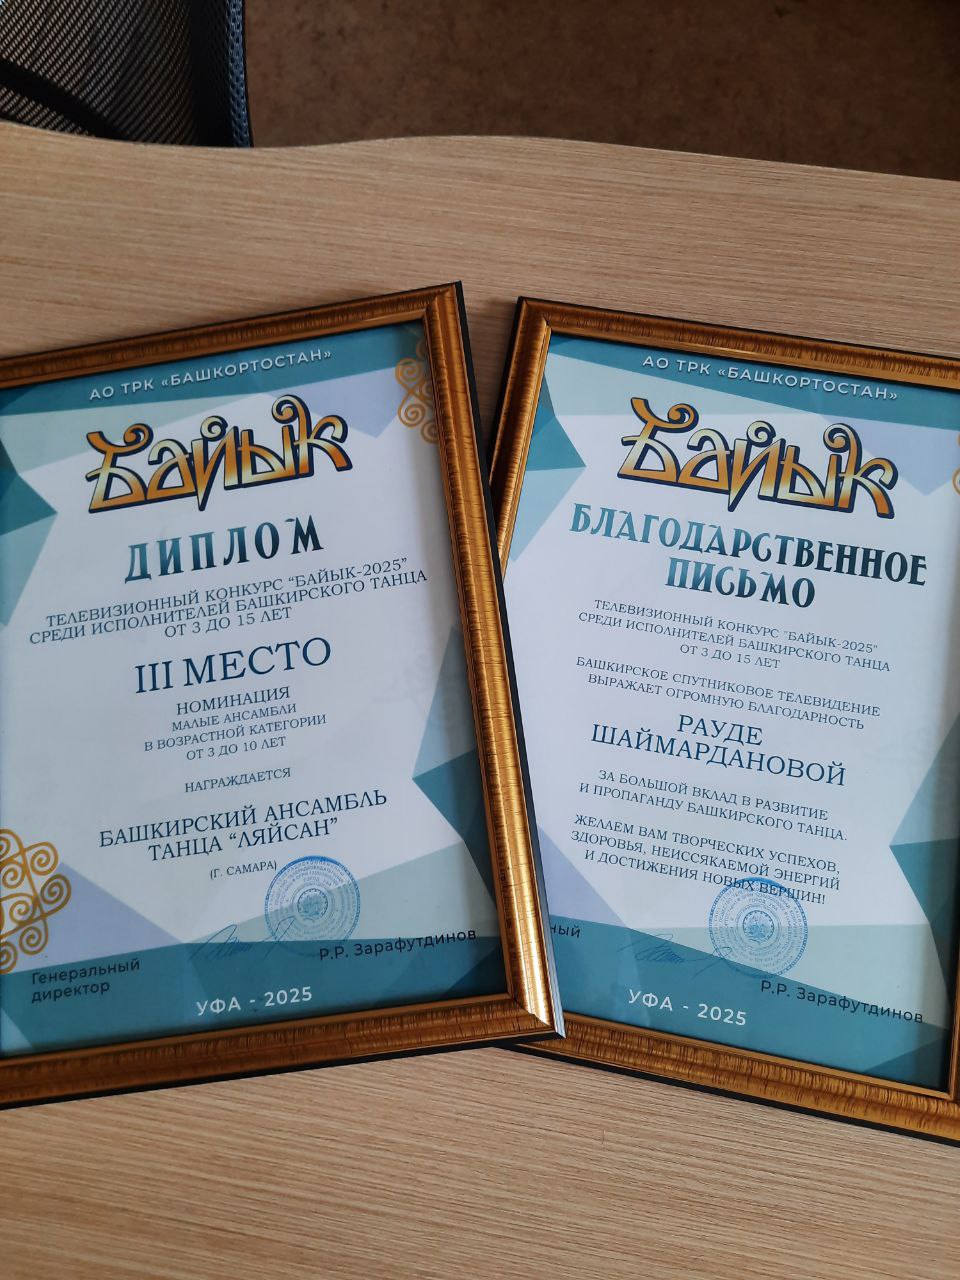 АО ТРК «БАШКОРТОСТАН»
Байык
ДИПЛОМ
ТЕЛЕВИЗИОННЫЙ КОНКУРС "БАЙЫК-2025"
СРЕДИ ИСПОЛНИТЕЛЕЙ БАШКИРСКОГО ТАНЦА
ОТ 3 ДО 15 ЛЕТ
III МЕСТО
НОМИНАЦИЯ
МАЛЫЕ АНСАМБЛИ
В ВОЗРАСТНОЙ КАТЕГОРИИ
ОТ 3 ДО 10 ЛЕТ
НАГРАЖДАЕТСЯ
БАШКИРСКИЙ АНСАМБЛЬ
ТАНЦА "ЛЯЙСАН"
(Г. САМАРА)
Генеральный
директор
Р.Р. Зарафутдинов
УФА - 2025
АО ТРК «БАШКОРТОСТАН»
Байык
БЛАГОДАРСТВЕННОЕ
ПИСЬМО
ТЕЛЕВИЗИОННЫЙ КОНКУРС "БАЙЫК-2025"
СРЕДИ ИСПОЛНИТЕЛЕЙ БАШКИРСКОГО ТАНЦА
ОТ 3 ДО 15 ЛЕТ
БАШКИРСКОЕ СПУТНИКОВОЕ ТЕЛЕВИДЕНИЕ
ВЫРАЖАЕТ ОГРОМНУЮ БЛАГОДАРНОСТЬ
РАУДЕ
ШАЙМАРДАНОВОЙ
ЗА БОЛЬШОЙ ВКЛАД В РАЗВИТИЕ
И ПРОПАГАНДУ БАШКИРСКОГО ТАНЦА.
ЖЕЛАЕМ ВАМ ТВОРЧЕСКИХ УСПЕХОВ,
ЗДОРОВЬЯ, НЕИССЯКАЕМОЙ ЭНЕРГИЙ
И ДОСТИЖЕНИЯ НОВЫХ ВЕРШИН!
ный
Р.Р. Зарафутдинов
УФА - 2025